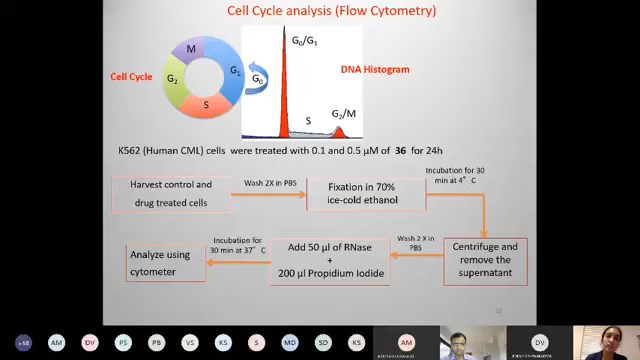 Cell Cycle analysis (Flow Cytometry)
M
G₀/G₁
Cell Cycle
G₂
G₁
G₀
DNA Histogram
S
G₂/M
S
K562 (Human CML) cells were treated with 0.1 and 0.5 µM of 36 for 24h
Harvest control and
drug treated cells
Wash 2X in PBS
Fixation in 70%
ice-cold ethanol
Incubation for 30
min at 4° C
Centrifuge and
remove the
supernatant
Wash 2 X in
PBS
Add 50 µl of RNase
+
200 µl Propidium Iodide
Incubation for
30 min at 37° C
Analyze using
cytometer
AM
DV
PS
PB
VS
KS
S
MD
SD
KS
AM
DV